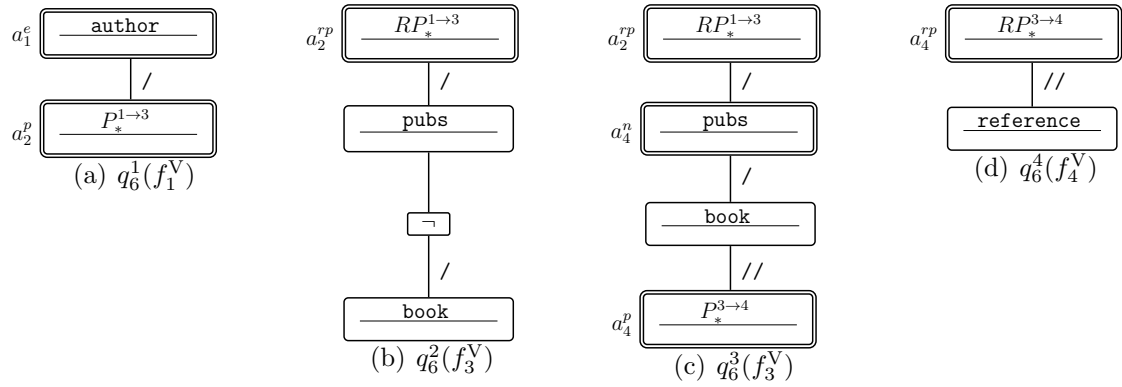 a_1^e author
/
a_2^p P_*^{1→3}
(a) q_6^1(f_1^V)
a_2^{rp} RP_*^{1→3}
/
pubs
¬
/
book
(b) q_6^2(f_3^V)
a_2^{rp} RP_*^{1→3}
/
a_4^n pubs
/
book
//
a_4^p P_*^{3→4}
(c) q_6^3(f_3^V)
a_4^{rp} RP_*^{3→4}
//
reference
(d) q_6^4(f_4^V)